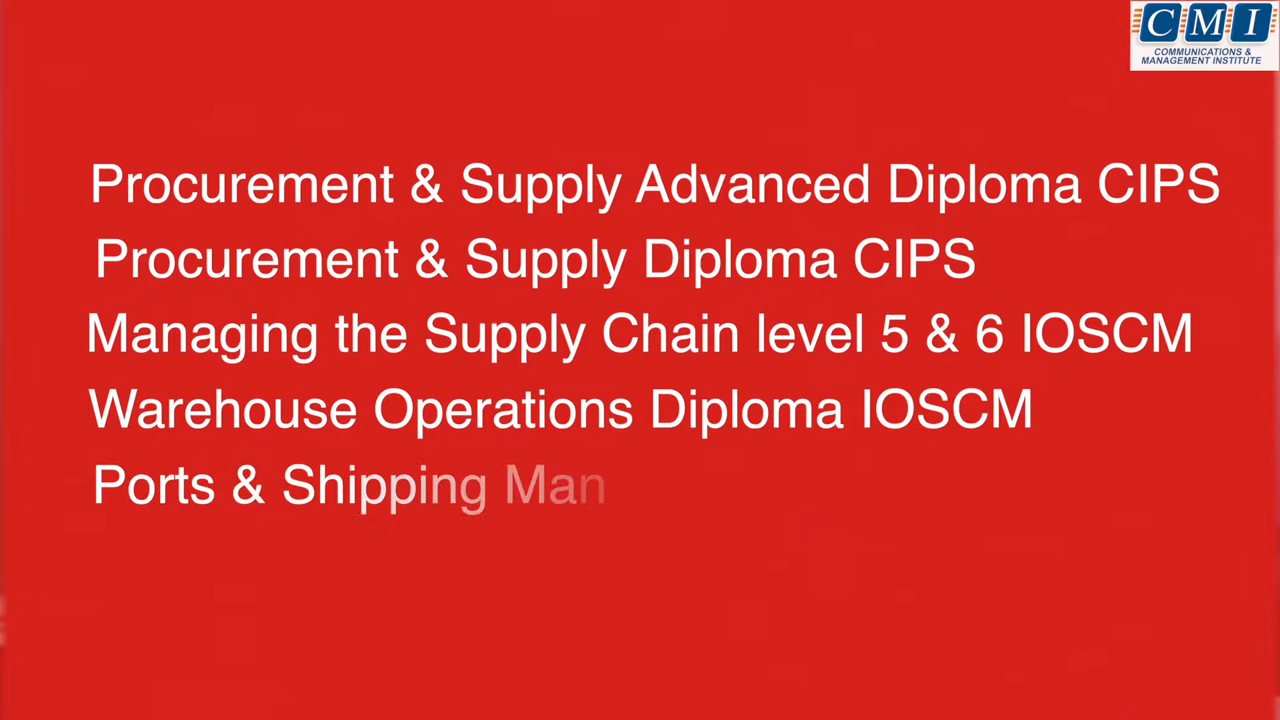 CMI
COMMUNICATIONS &
MANAGEMENT INSTITUTE
Procurement & Supply Advanced Diploma CIPS
Procurement & Supply Diploma CIPS
Managing the Supply Chain level 5 & 6 IOSCM
Warehouse Operations Diploma IOSCM
Ports & Shipping Man